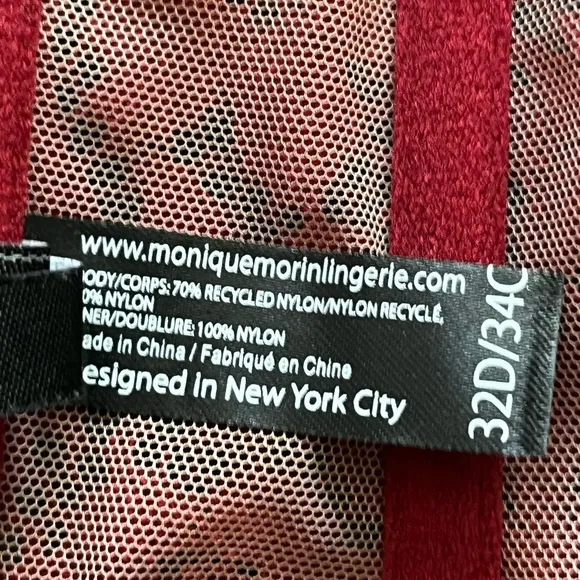 www.moniquemorinlingerie.com
ODY/CORPS: 70% RECYCLED NYLON/NYLON RECYCLÉ,
0% NYLON
NER/DOUBLURE: 100% NYLON
ade in China / Fabriqué en Chine
esigned in New York City
32D/34C